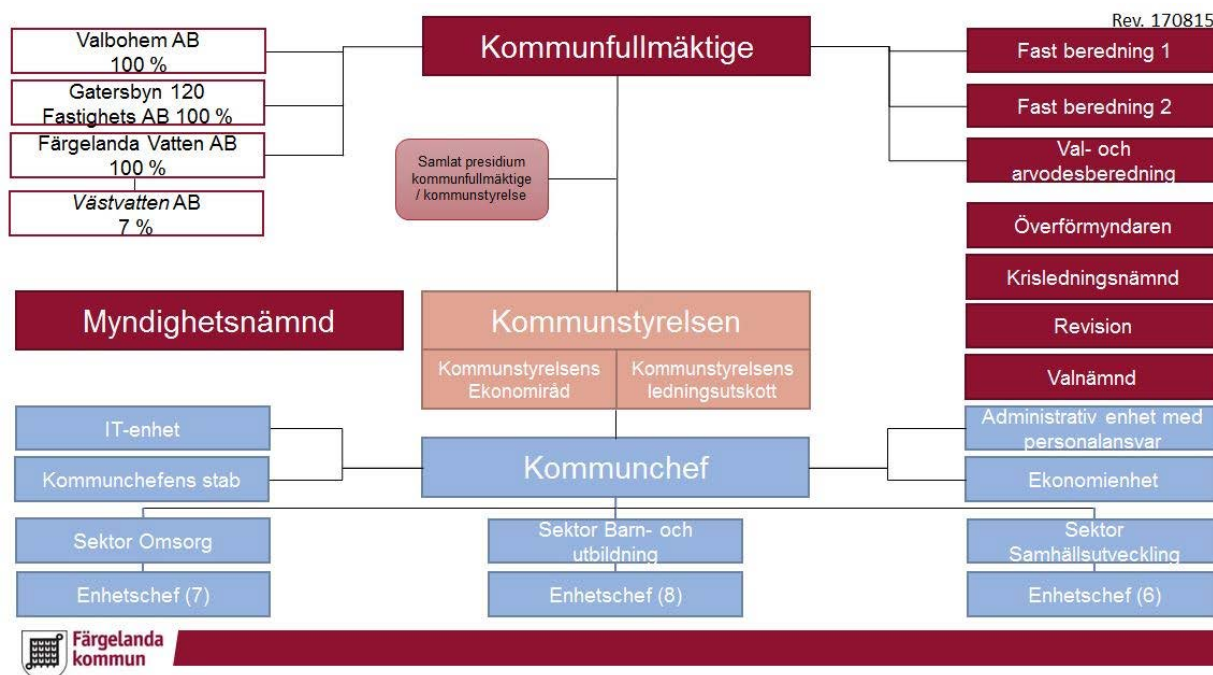 Rev. 170815
Valbohem AB
100 %
Gatersbyn 120
Fastighets AB 100 %
Färgelanda Vatten AB
100 %
Västvatten AB
7 %
Kommunfullmäktige
Samlat presidium
kommunfullmäktige
/ kommunstyrelse
Fast beredning 1
Fast beredning 2
Val- och
arvodesberedning
Överförmyndaren
Krisledningsnämnd
Revision
Valnämnd
Myndighetsnämnd
Kommunstyrelsen
Kommunstyrelsens
Ekonomiråd
Kommunstyrelsens
ledningsutskott
IT-enhet
Kommunchefens stab
Kommunchef
Administrativ enhet med
personalansvar
Ekonomienhet
Sektor Omsorg
Sektor Barn- och
utbildning
Sektor
Samhällsutveckling
Enhetschef (7)
Enhetschef (8)
Enhetschef (6)
Färgelanda
kommun